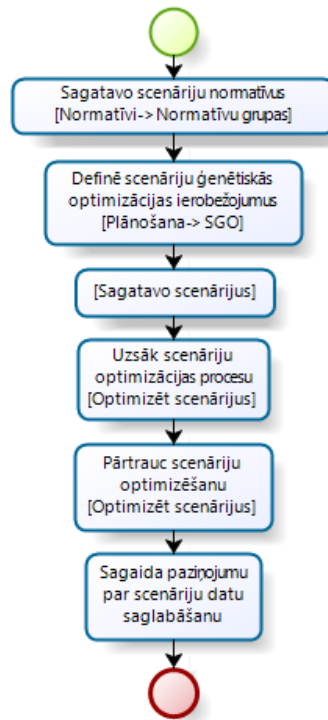 Sagatavo scenāriju normatīvus
[Normatīvi-> Normatīvu grupas]
Definē scenāriju ģenētiskās
optimizācijas ierobežojumus
[Plānošana-> SGO]
[Sagatavo scenārijus]
Uzsāk scenāriju
optimizācijas procesu
[Optimizēt scenārijus]
Pārtrauc scenāriju
optimizēšanu
[Optimizēt scenārijus]
Sagaida paziņojumu
par scenāriju datu
saglabāšanu